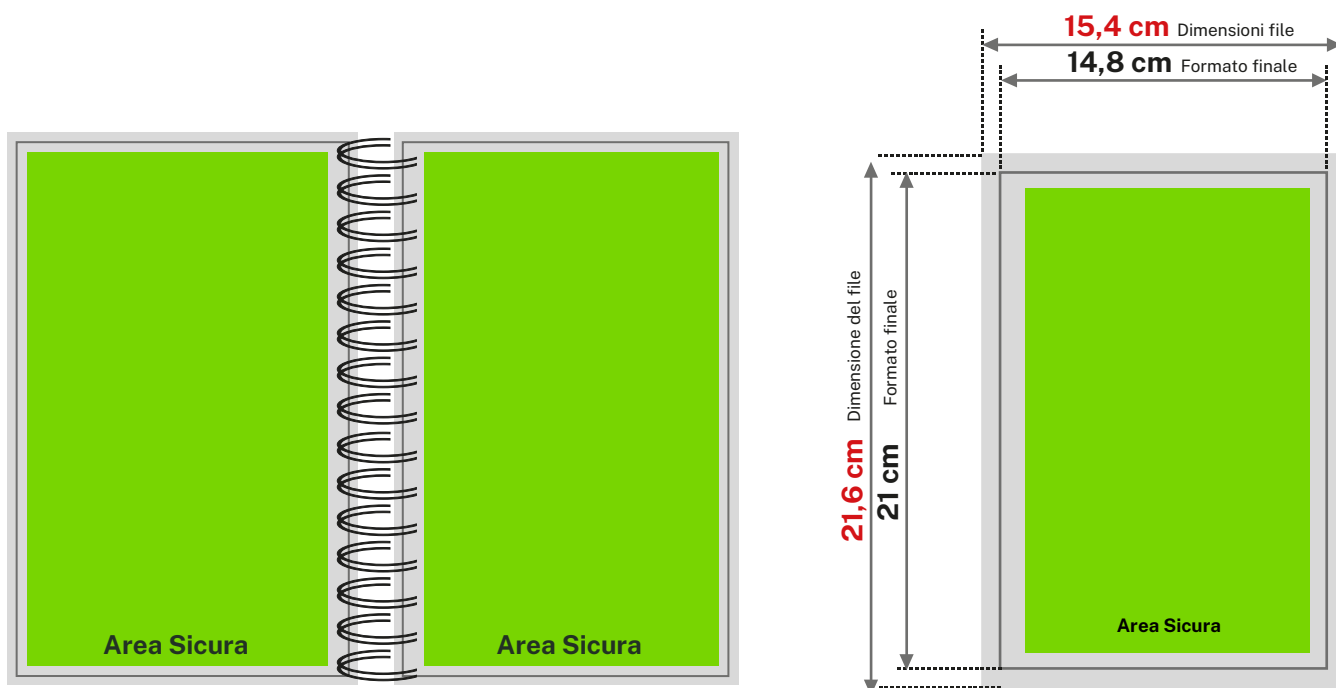 15,4 cm Dimensioni file
14,8 cm Formato finale
21,6 cm Dimensione del file
21 cm Formato finale
Area Sicura
Area Sicura
Area Sicura